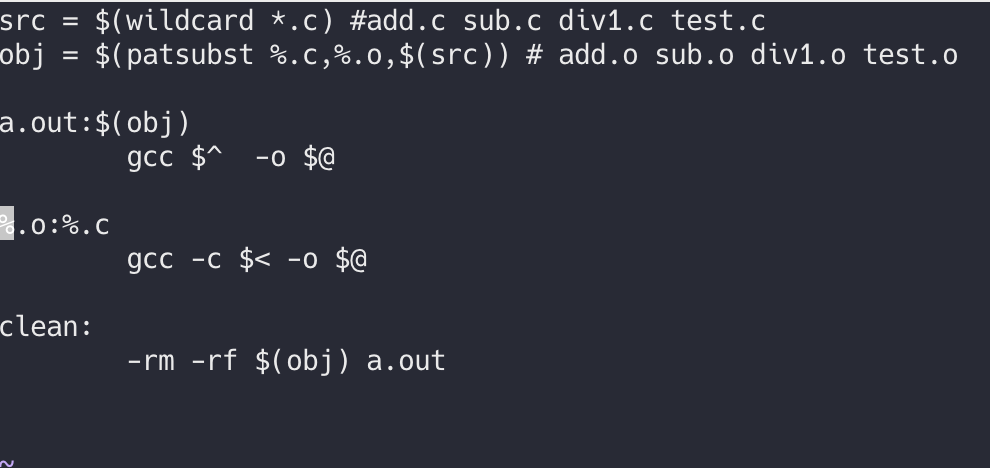 src = $(wildcard *.c) #add.c sub.c div1.c test.c
obj = $(patsubst %.c,%.o,$(src)) # add.o sub.o div1.o test.o
a.out:$(obj)
gcc $^  -o $@
%.o:%.c
gcc -c $< -o $@
clean:
-rm -rf $(obj) a.out
~